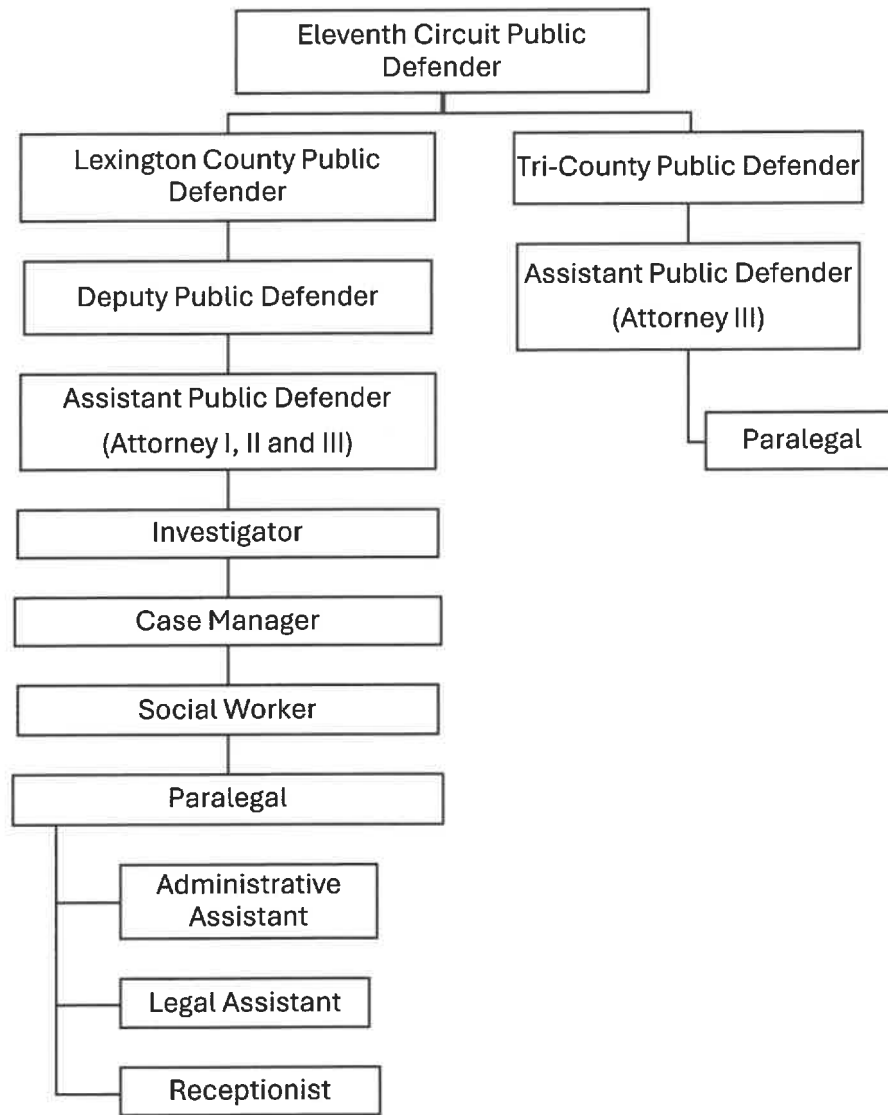 Eleventh Circuit Public
Defender
Lexington County Public
Defender
Deputy Public Defender
Assistant Public Defender
(Attorney I, II and III)
Investigator
Case Manager
Social Worker
Paralegal
Administrative
Assistant
Legal Assistant
Receptionist
Tri-County Public Defender
Assistant Public Defender
(Attorney III)
Paralegal